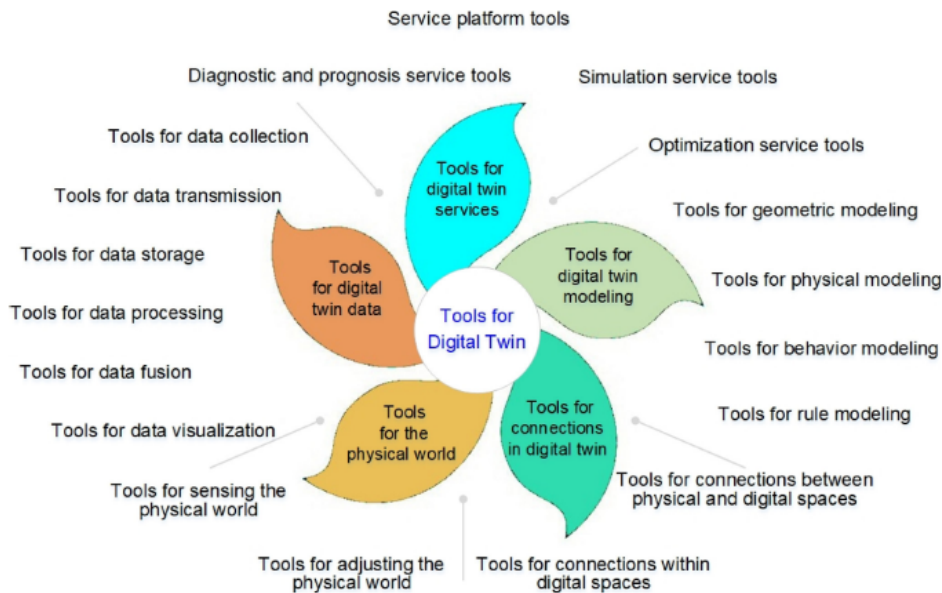 Service platform tools
Diagnostic and prognosis service tools
Simulation service tools
Tools for data collection
Optimization service tools
Tools for
digital twin
services
Tools for data transmission
Tools for geometric modeling
Tools for data storage
Tools
for digital
twin data
Tools for
digital twin
modeling
Tools for physical modeling
Tools for data processing
Tools for
Digital Twin
Tools for behavior modeling
Tools for data fusion
Tools
for the
physical world
Tools for
connections
in digital twin
Tools for rule modeling
Tools for data visualization
Tools for sensing the
physical world
Tools for connections between
physical and digital spaces
Tools for adjusting the
physical world
Tools for connections within
digital spaces